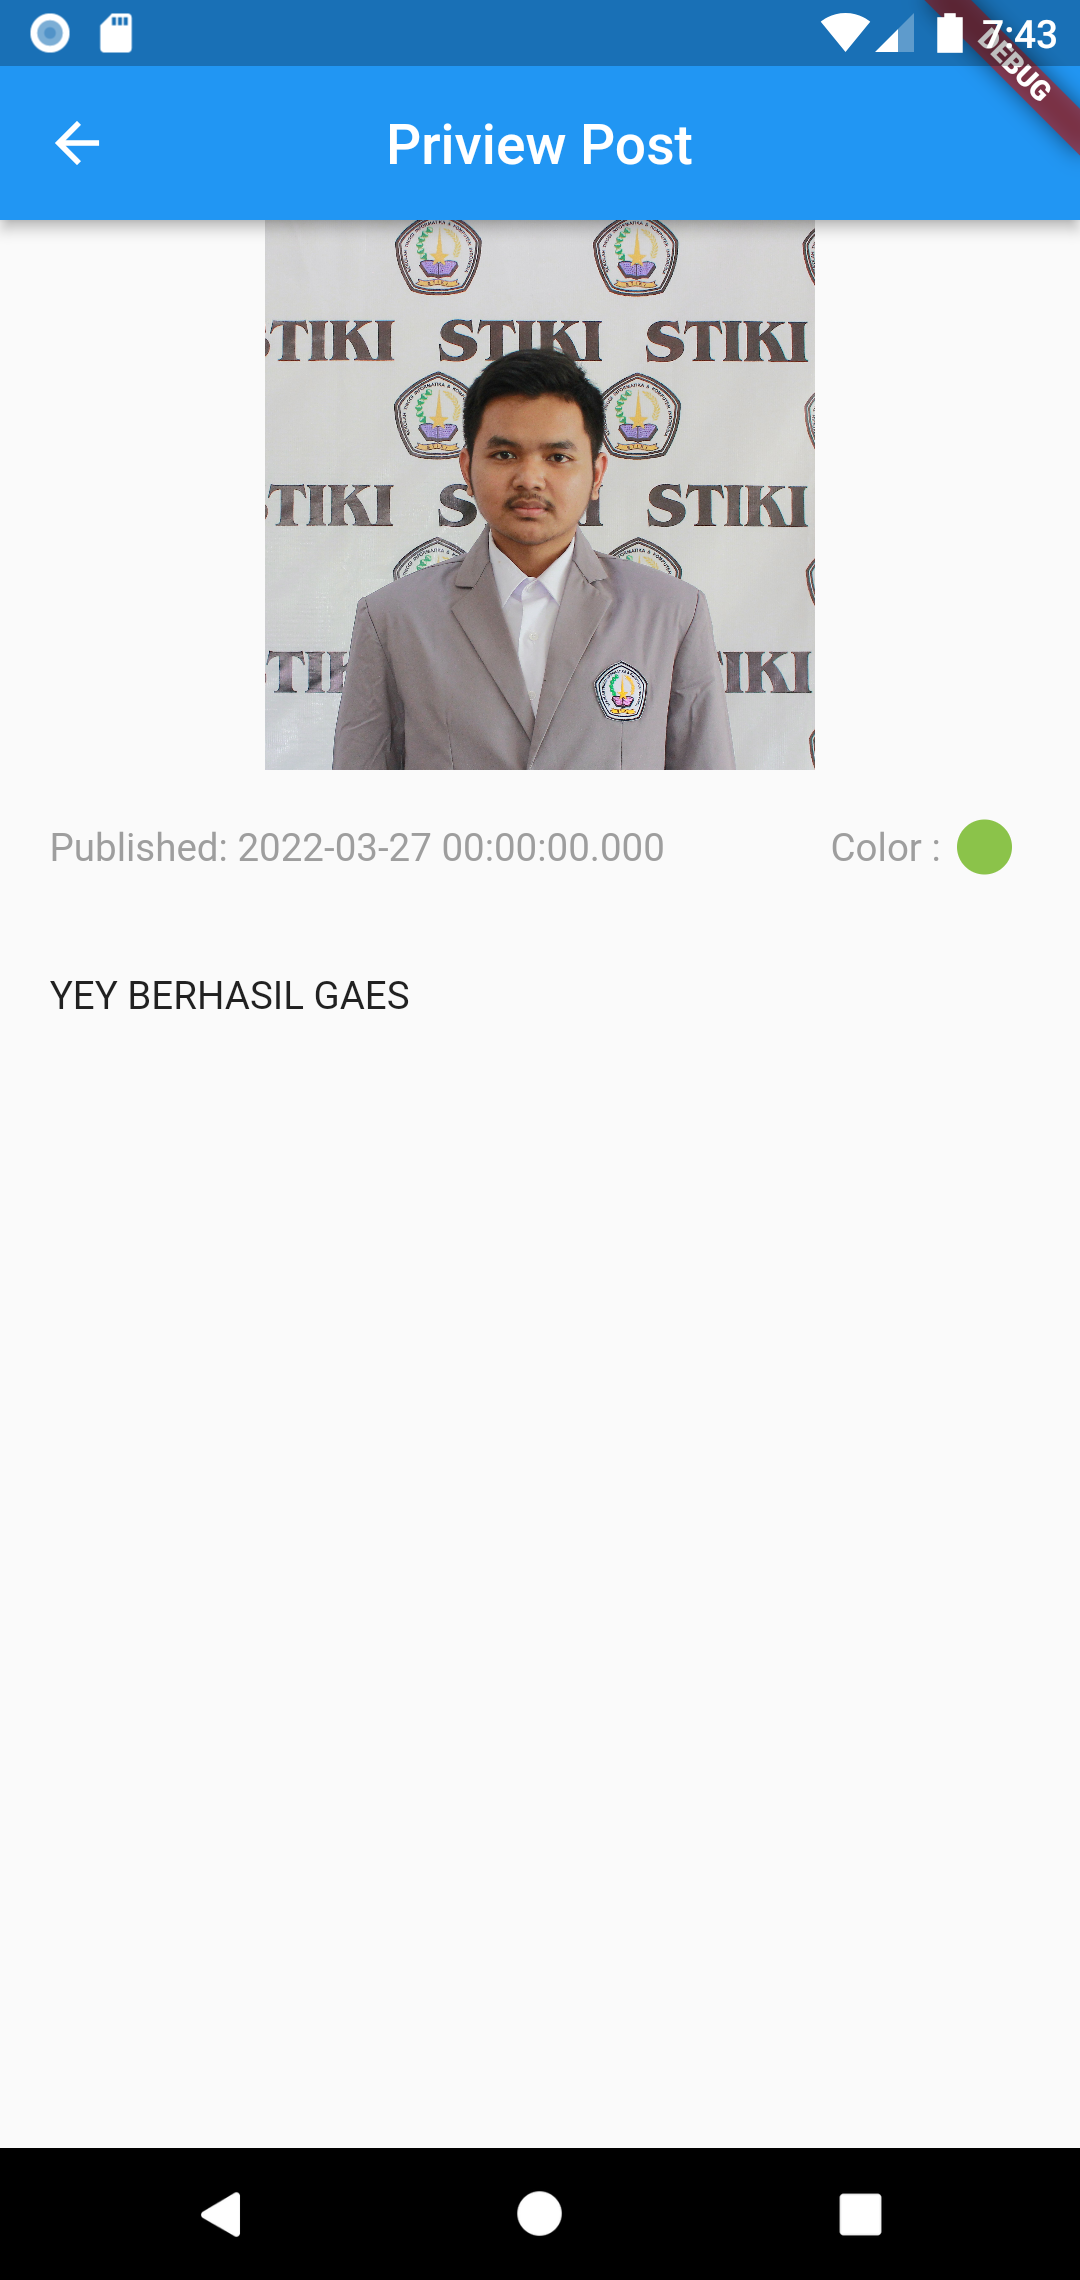 7:43
DEBUG
Priview Post
STIKI STIKI STIKI
STIKI STIKI
TIKI IKI
Published: 2022-03-27 00:00:00.000 Color :
YEY BERHASIL GAES